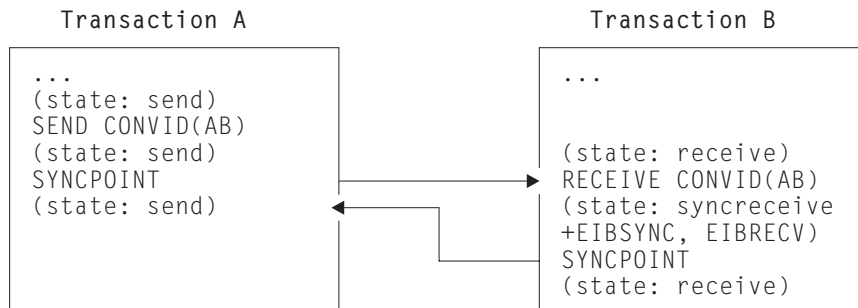 Transaction A
...
(state: send)
SEND CONVID(AB)
(state: send)
SYNCPOINT
(state: send)
Transaction B
...
(state: receive)
RECEIVE CONVID(AB)
(state: syncreceive
+EIBSYNC, EIBRECV)
SYNCPOINT
(state: receive)